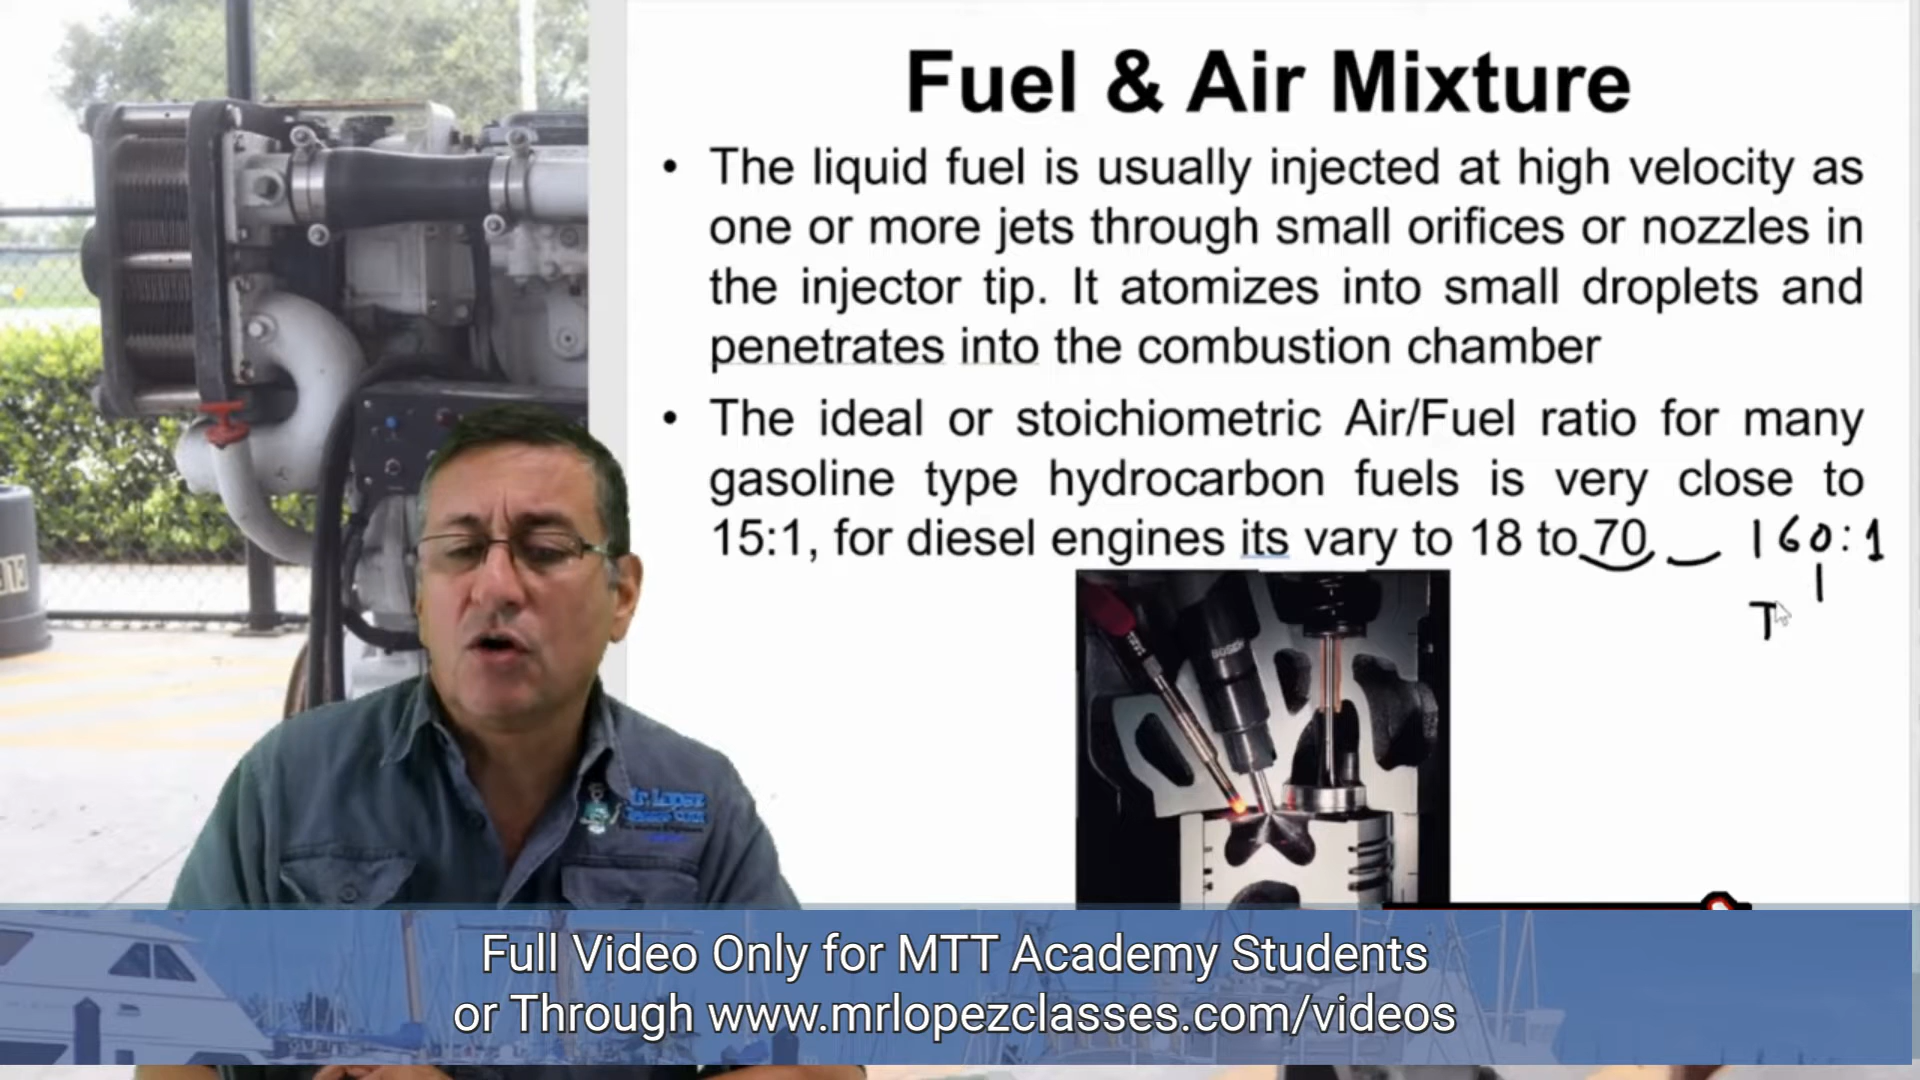 Fuel & Air Mixture
• The liquid fuel is usually injected at high velocity as
one or more jets through small orifices or nozzles in
the injector tip. It atomizes into small droplets and
penetrates into the combustion chamber
• The ideal or stoichiometric Air/Fuel ratio for many
gasoline type hydrocarbon fuels is very close to
15:1, for diesel engines its vary to 18 to 70
160:1
T
BOSCH
Mr. Lopez
Full Video Only for MTT Academy Students
or Through www.mrlopezclasses.com/videos